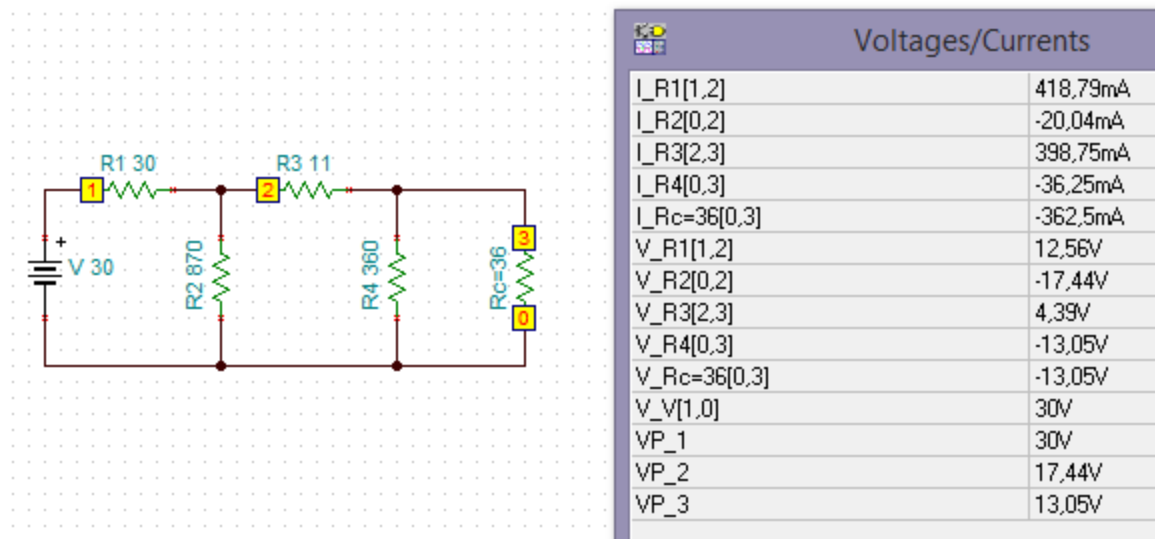 R1 30
R3 11
1
2
+
V 30
R2 870
R4 360
Rc=36
3
0
Voltages/Currents
I_R1[1,2] 418,79mA
I_R2[0,2] -20,04mA
I_R3[2,3] 398,75mA
I_R4[0,3] -36,25mA
I_Rc=36[0,3] -362,5mA
V_R1[1,2] 12,56V
V_R2[0,2] -17,44V
V_R3[2,3] 4,39V
V_R4[0,3] -13,05V
V_Rc=36[0,3] -13,05V
V_V[1,0] 30V
VP_1 30V
VP_2 17,44V
VP_3 13,05V